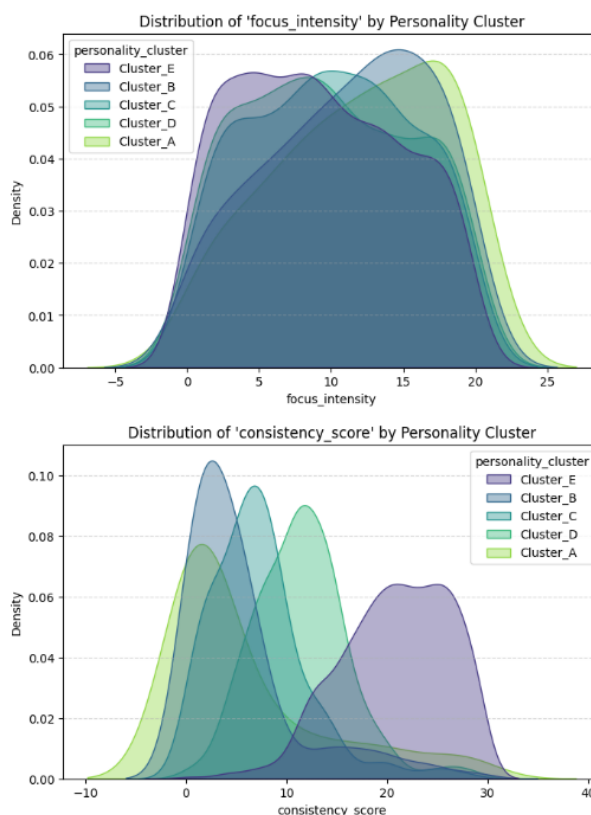 Distribution of 'focus_intensity' by Personality Cluster
personality_cluster
Cluster_E
Cluster_B
Cluster_C
Cluster_D
Cluster_A
0.06
0.05
0.04
0.03
0.02
0.01
0.00
Density
-5 0 5 10 15 20 25
focus_intensity
Distribution of 'consistency_score' by Personality Cluster
personality_cluster
Cluster_E
Cluster_B
Cluster_C
Cluster_D
Cluster_A
0.10
0.08
0.06
0.04
0.02
0.00
Density
-10 0 10 20 30 40
consistency_score